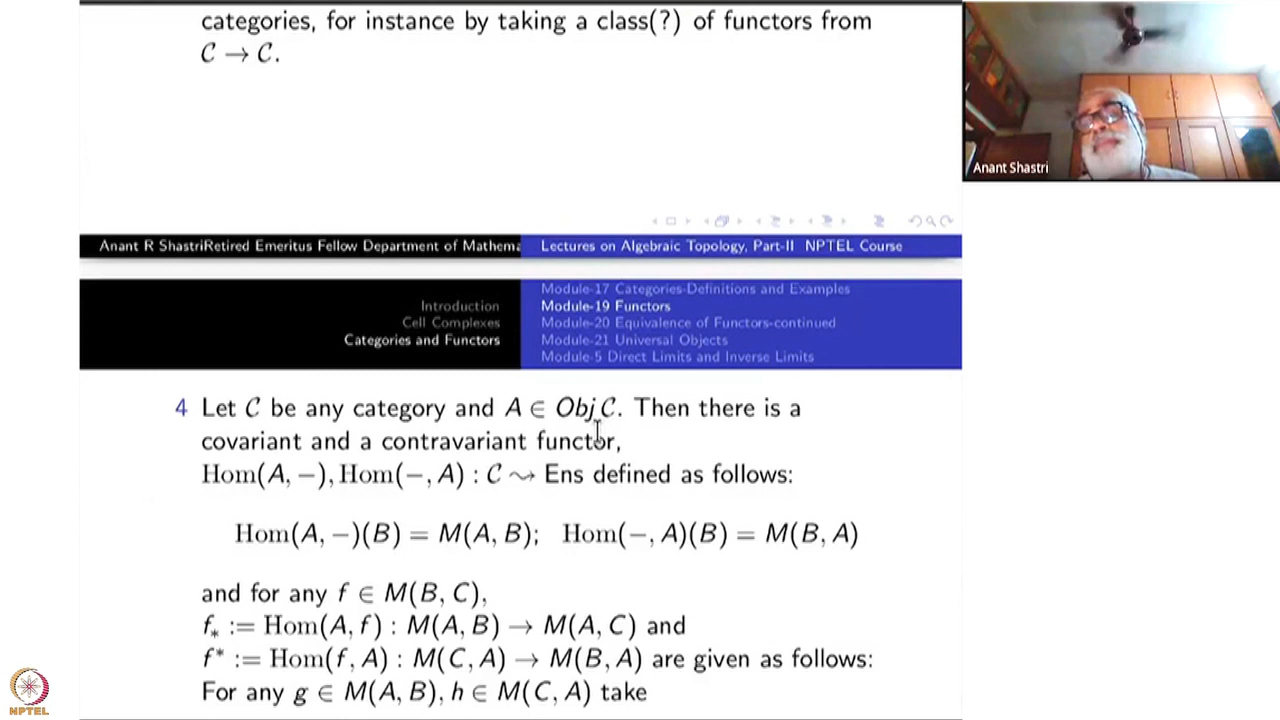 categories, for instance by taking a class(?) of functors from
𝒞 → 𝒞.
Anant Shastri
Anant R ShastriRetired Emeritus Fellow Department of Mathema
Lectures on Algebraic Topology, Part-II NPTEL Course
Introduction
Cell Complexes
Categories and Functors
Module-17 Categories-Definitions and Examples
Module-19 Functors
Module-20 Equivalence of Functors-continued
Module-21 Universal Objects
Module-5 Direct Limits and Inverse Limits
4 Let 𝒞 be any category and A ∈ Obj 𝒞. Then there is a
covariant and a contravariant functor,
Hom(A, −), Hom(−, A) : 𝒞 ⇝ Ens defined as follows:
Hom(A, −)(B) = M(A, B); Hom(−, A)(B) = M(B, A)
and for any f ∈ M(B, C),
f_* := Hom(A, f) : M(A, B) → M(A, C) and
f* := Hom(f, A) : M(C, A) → M(B, A) are given as follows:
For any g ∈ M(A, B), h ∈ M(C, A) take
NPTEL